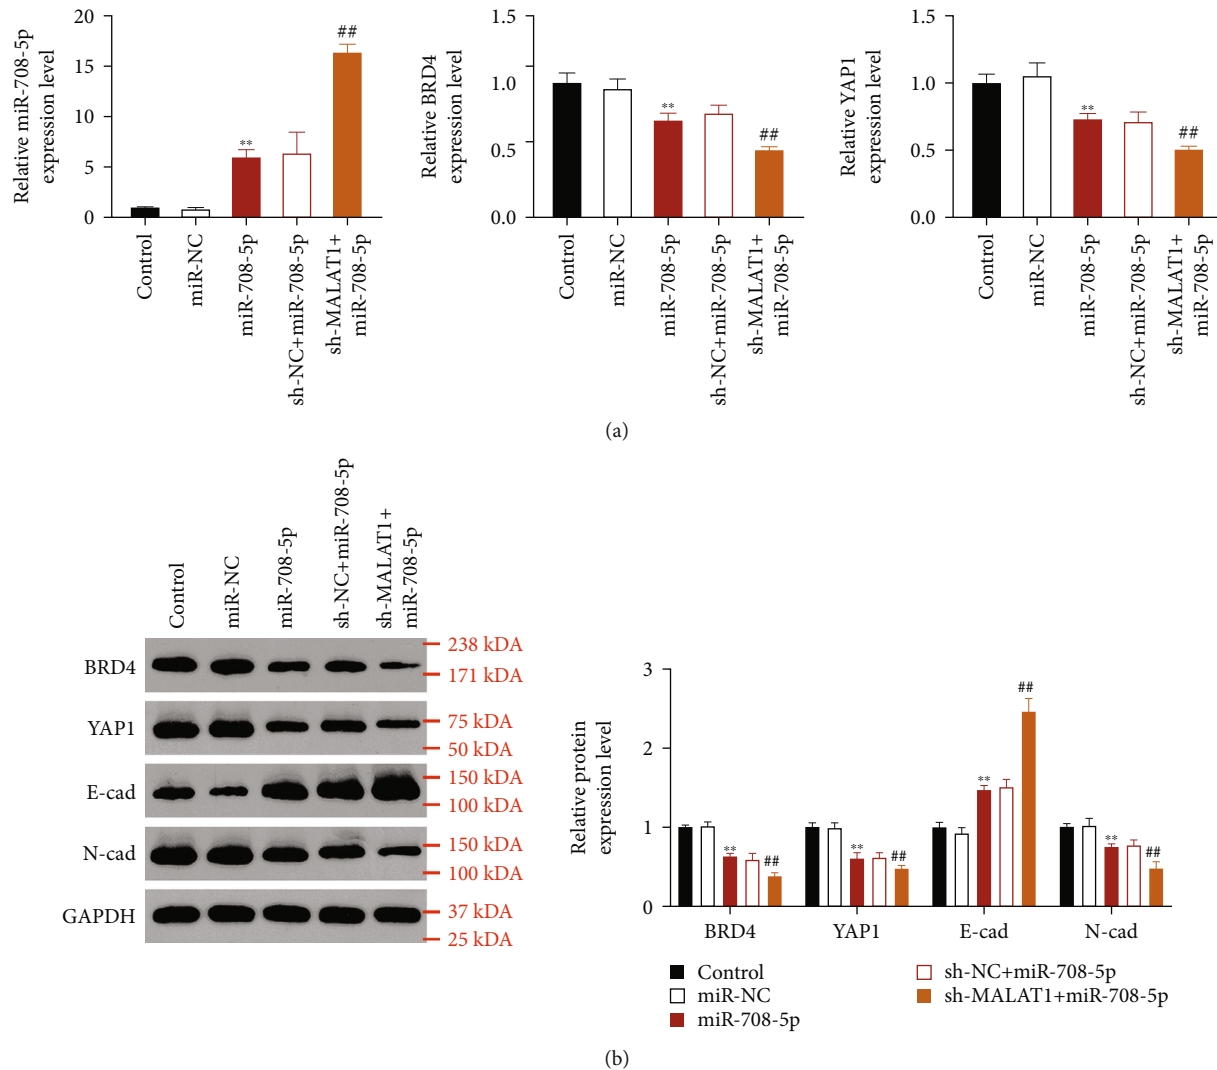 Relative miR-708-5p
expression level
20
15
10
5
0
**
##
Control
miR-NC
miR-708-5p
sh-NC+miR-708-5p
sh-MALAT1+
miR-708-5p
Relative BRD4
expression level
1.5
1.0
0.5
0.0
**
##
Control
miR-NC
miR-708-5p
sh-NC+miR-708-5p
sh-MALAT1+
miR-708-5p
Relative YAP1
expression level
1.5
1.0
0.5
0.0
**
##
Control
miR-NC
miR-708-5p
sh-NC+miR-708-5p
sh-MALAT1+
miR-708-5p
(a)
Control
miR-NC
miR-708-5p
sh-NC+miR-708-5p
sh-MALAT1+
miR-708-5p
BRD4
238 kDA
171 kDA
YAP1
75 kDA
50 kDA
E-cad
150 kDA
100 kDA
N-cad
150 kDA
100 kDA
GAPDH
37 kDA
25 kDA
Relative protein
expression level
3
2
1
0
**
##
**
##
**
##
**
##
BRD4
YAP1
E-cad
N-cad
Control
miR-NC
miR-708-5p
sh-NC+miR-708-5p
sh-MALAT1+miR-708-5p
(b)